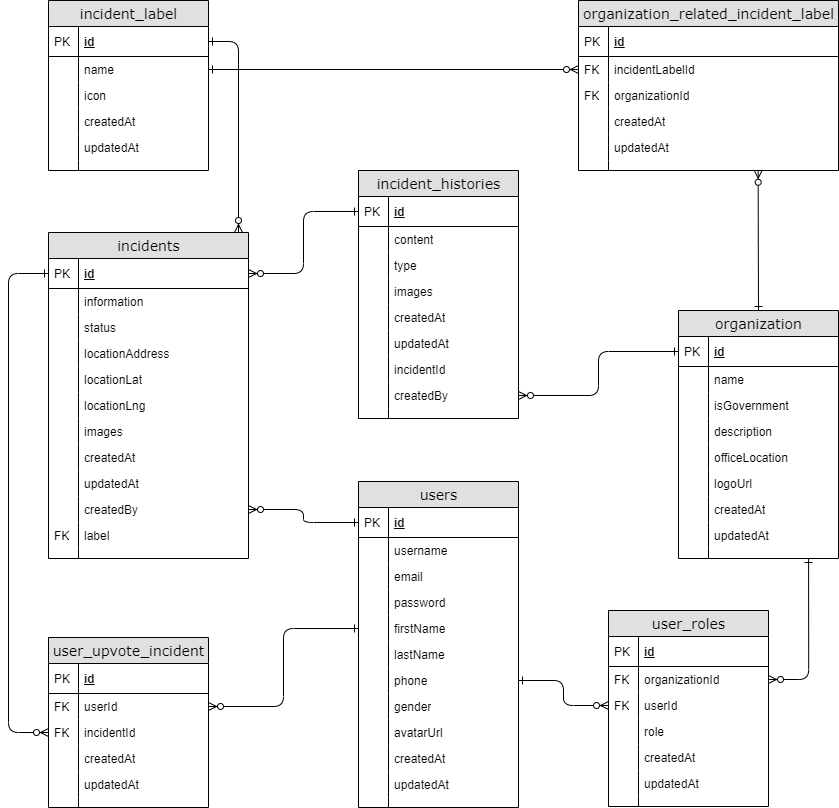 incident_label
PK id
name
icon
createdAt
updatedAt
organization_related_incident_label
PK id
FK incidentLabelId
FK organizationId
createdAt
updatedAt
incident_histories
PK id
content
type
images
createdAt
updatedAt
incidentId
createdBy
incidents
PK id
information
status
locationAddress
locationLat
locationLng
images
createdAt
updatedAt
createdBy
FK label
organization
PK id
name
isGovernment
description
officeLocation
logoUrl
createdAt
updatedAt
users
PK id
username
email
password
firstName
lastName
phone
gender
avatarUrl
createdAt
updatedAt
user_upvote_incident
PK id
FK userId
FK incidentId
createdAt
updatedAt
user_roles
PK id
FK organizationId
FK userId
role
createdAt
updatedAt